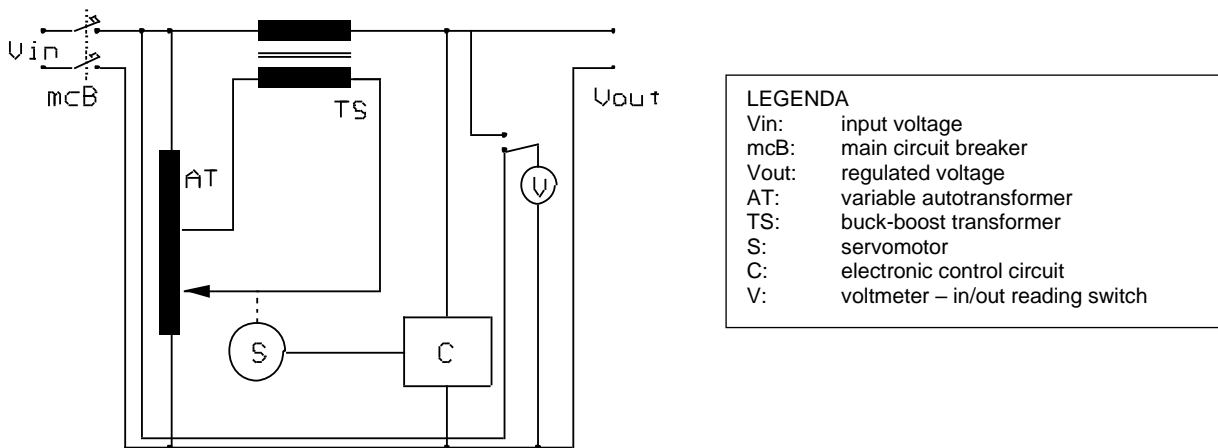 Vin
mcB
TS
Vout
AT
V
S
C
LEGENDA
Vin: input voltage
mcB: main circuit breaker
Vout: regulated voltage
AT: variable autotransformer
TS: buck-boost transformer
S: servomotor
C: electronic control circuit
V: voltmeter – in/out reading switch